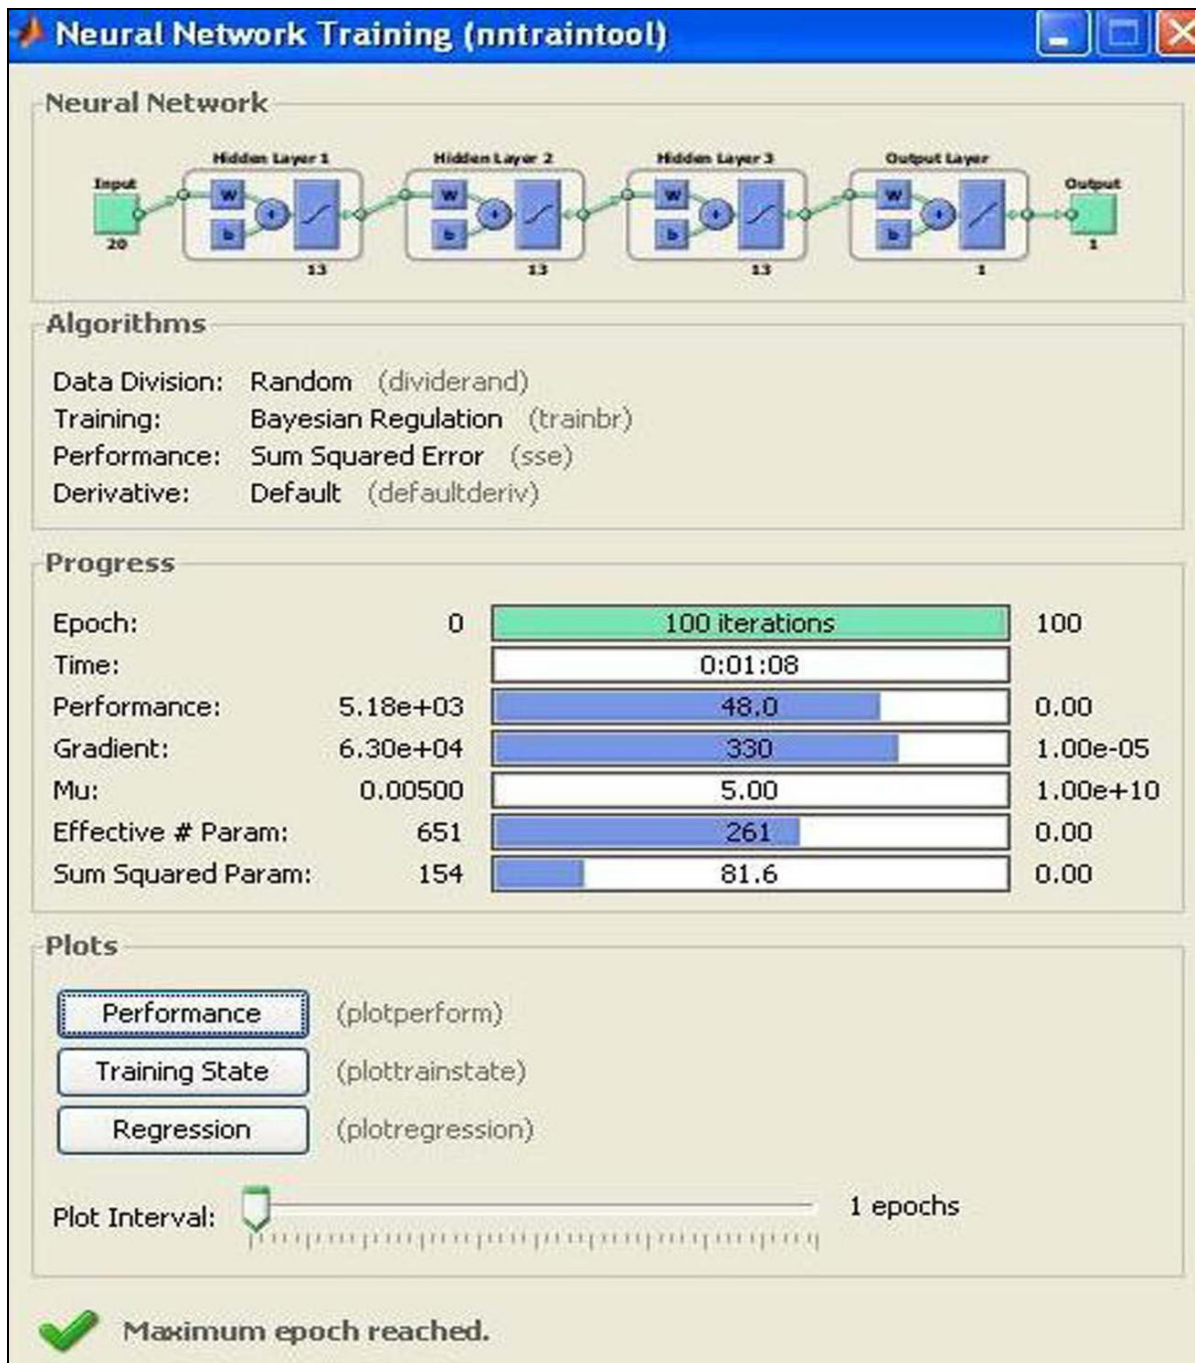 Neural Network Training (nntraintool)
Neural Network
Hidden Layer 1 Hidden Layer 2 Hidden Layer 3 Output Layer
Input Output
W W W W
+ + + +
b b b b
20 13 13 13 1 1
Algorithms
Data Division: Random (dividerand)
Training: Bayesian Regulation (trainbr)
Performance: Sum Squared Error (sse)
Derivative: Default (defaultderiv)
Progress
Epoch: 0 100 iterations 100
Time: 0:01:08
Performance: 5.18e+03 48.0 0.00
Gradient: 6.30e+04 330 1.00e-05
Mu: 0.00500 5.00 1.00e+10
Effective # Param: 651 261 0.00
Sum Squared Param: 154 81.6 0.00
Plots
Performance (plotperform)
Training State (plottrainstate)
Regression (plotregression)
Plot Interval: 1 epochs
Maximum epoch reached.